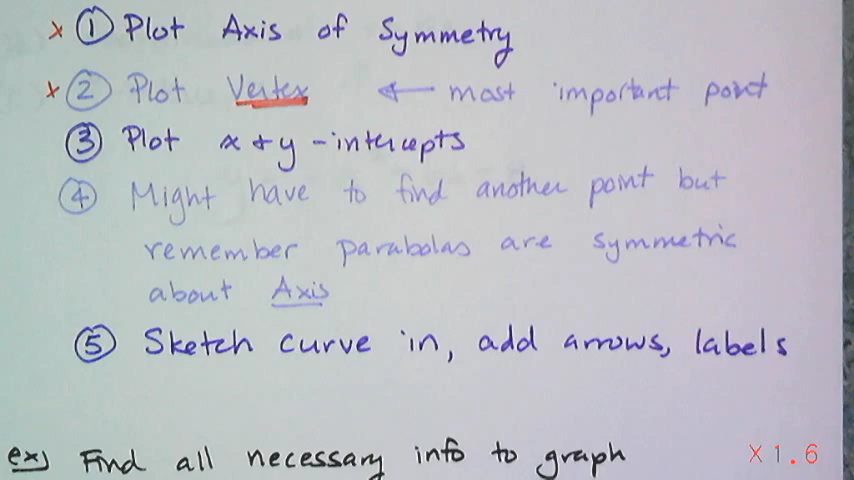 x ① Plot Axis of Symmetry
x ② Plot Vertex ← most important point
③ Plot x + y - intercepts
④ Might have to find another point but
remember parabolas are symmetric
about Axis
⑤ Sketch curve in, add arrows, labels
ex) Find all necessary info to graph
X1.6